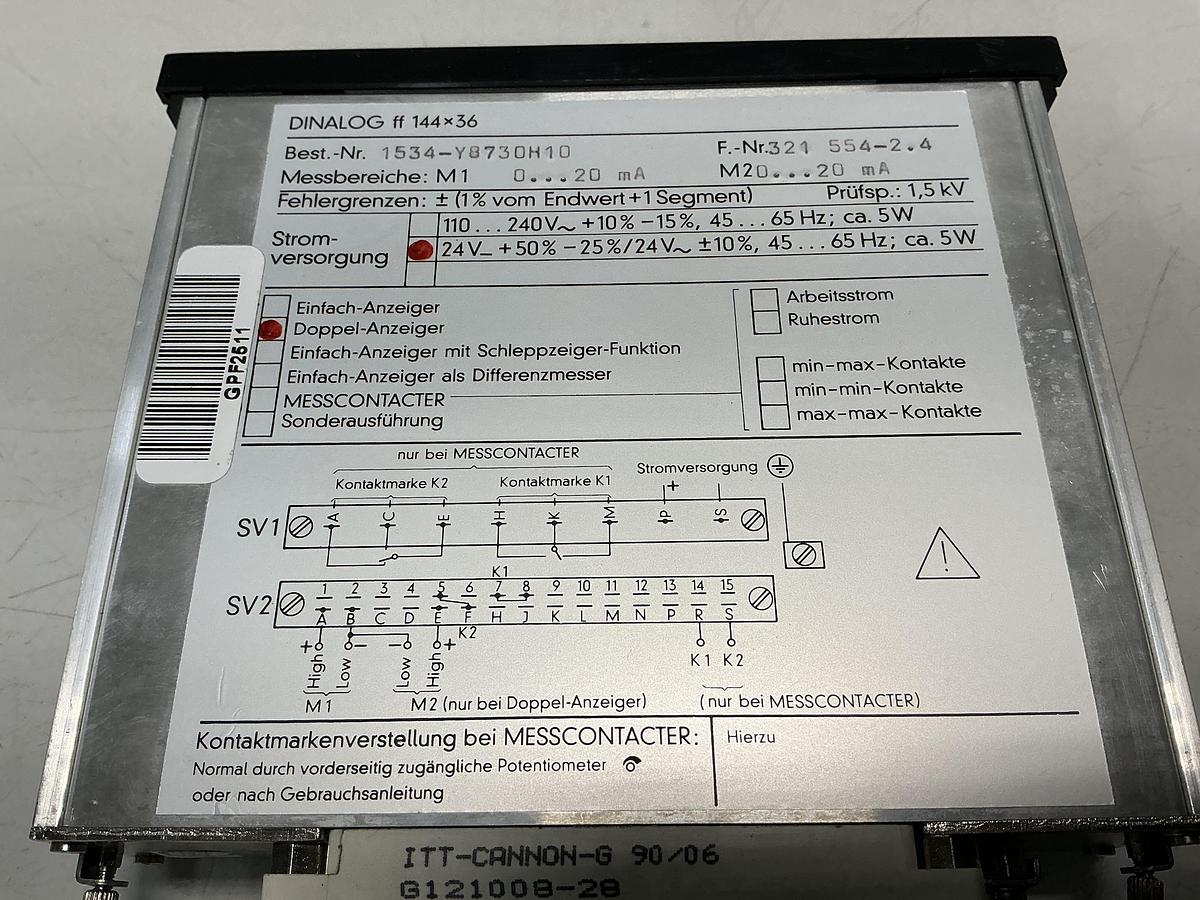 DINALOG ff 144×36
Best.-Nr. 1534-Y8730H10 F.-Nr.321 554-2.4
Messbereiche: M1 0...20 mA M20...20 mA
Fehlergrenzen: ± (1% vom Endwert +1 Segment) Prüfsp.: 1,5 kV
Strom-
versorgung
110 ... 240V~ +10% −15%, 45 ... 65 Hz; ca. 5W
24V⎓ +50% −25%/24V~ ±10%, 45 ... 65 Hz; ca. 5W
Einfach-Anzeiger
Doppel-Anzeiger
Einfach-Anzeiger mit Schleppzeiger-Funktion
Einfach-Anzeiger als Differenzmesser
MESSCONTACTER
Sonderausführung
Arbeitsstrom
Ruhestrom
min-max-Kontakte
min-min-Kontakte
max-max-Kontakte
GPF2511
nur bei MESSCONTACTER
Kontaktmarke K2 Kontaktmarke K1 Stromversorgung
+
SV1 A C E H K M P S
K1
SV2 1 2 3 4 5 6 7 8 9 10 11 12 13 14 15
A B C D E F H J K L M N P R S
K2
+ − − +
High Low Low High K1 K2
M1 M2 (nur bei Doppel-Anzeiger) (nur bei MESSCONTACTER)
Kontaktmarkenverstellung bei MESSCONTACTER: Hierzu
Normal durch vorderseitig zugängliche Potentiometer
oder nach Gebrauchsanleitung
ITT-CANNON-G 90/06
G121008-28